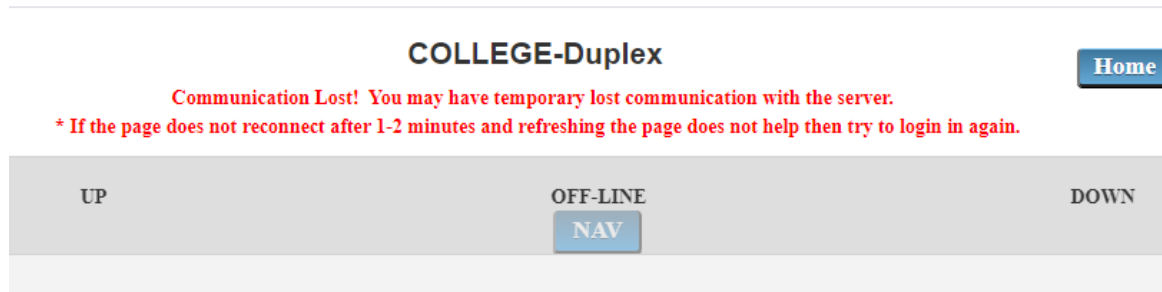 COLLEGE-Duplex
Home
Communication Lost! You may have temporary lost communication with the server.
* If the page does not reconnect after 1-2 minutes and refreshing the page does not help then try to login in again.
UP OFF-LINE DOWN
NAV